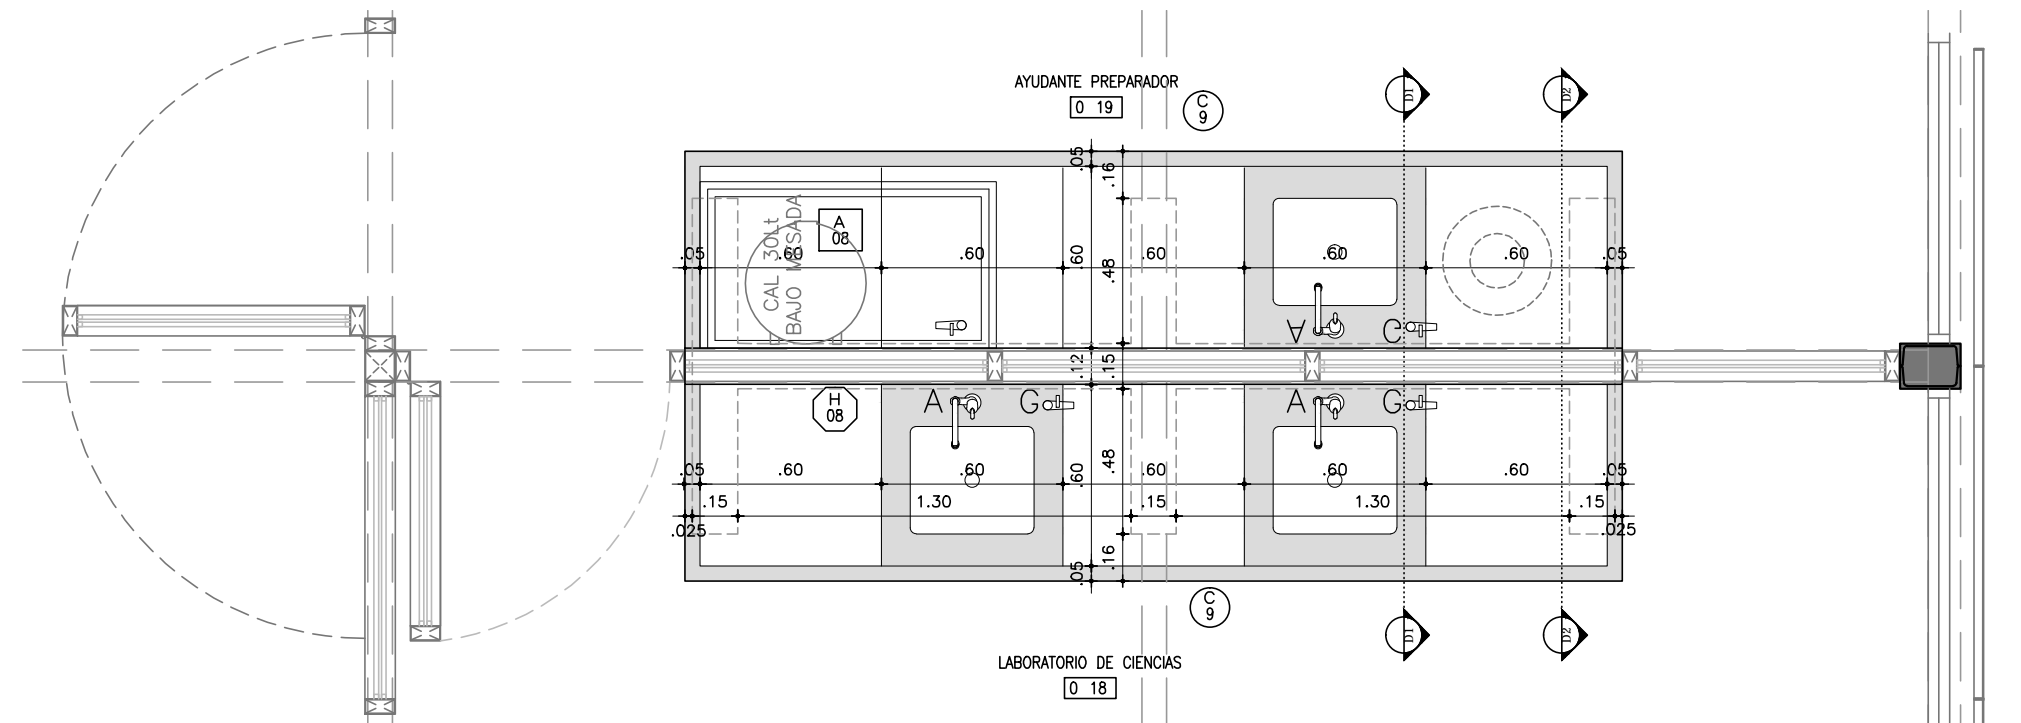 AYUDANTE PREPARADOR
0 19
C
9
D1
D2
.05
.16
A
08
CAL 30Lt
BAJO MESADA
.05
.60
.60
.60
.48
.60
.60
.60
.05
A
G
.12
.15
H
08
A
G
A
G
.05
.60
.60
.60
.48
.60
.60
.60
.05
.15
1.30
.15
1.30
.15
.025
.025
.05
.16
C
9
D1
D2
LABORATORIO DE CIENCIAS
0 18